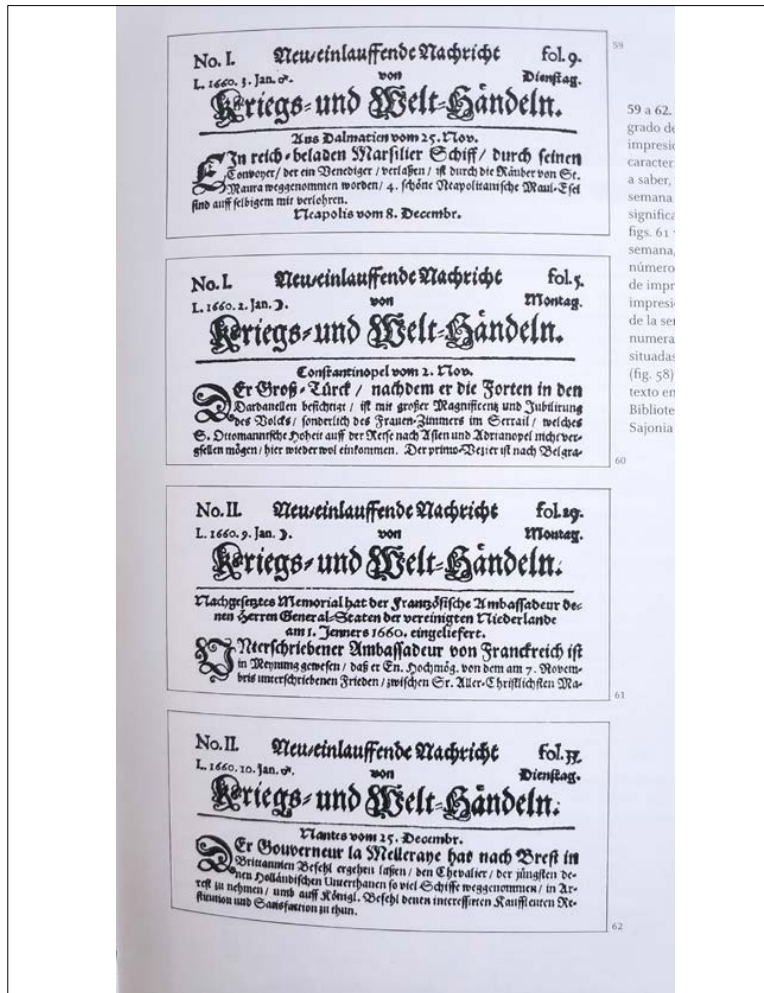 No. I. Neu-einlauffende Nachricht fol. 9.
L. 1660. 3. Jan. ♂. von Dienstag.
Kriegs- und Welt-Händeln.
Aus Dalmatien vom 25. Nov.
EIn reich-beladen Marsilier Schiff / durch seinen
Convoyer / der ein Venediger / verlaßen / ist durch die Räuber von St.
Maura weggenommen worden / 4. schöne Neapolitanische Maul-Esel
sind auff selbigem mit verlohren.
Neapolis vom 8. Decembr.
59
No. I. Neu-einlauffende Nachricht fol. 5.
L. 1660. 2. Jan. ☽. von Montag.
Kriegs- und Welt-Händeln.
Constantinopel vom 2. Nov.
DEr Groß-Türck / nachdem er die Forten in den
Dardanellen besichtigt / ist mit großer Magnificentz und Jubilirung
des Volcks / sonderlich des Frauen-Zimmers im Serrail / welches
S. Ottomannische Hoheit auff der Reise nach Asien und Adrianopel nicht ver-
gessen mögen / hier wieder wol einkommen. Der primo-Vezier ist nach Belgra-
60
No. II. Neu-einlauffende Nachricht fol. 29.
L. 1660. 9. Jan. ☽. von Montag.
Kriegs- und Welt-Händeln.
Nachgesetztes Memorial hat der Französische Ambassadeur de-
nen Herren General-Staten der vereinigten Niederlande
am 1. Jenners 1660. eingeliefert.
UNterschriebener Ambassadeur von Franckreich ist
in Meynung gewesen / daß er En. Hochmög. von dem am 7. Novem-
bris unterschriebenen Frieden / zwischen Sr. Aller-Christlichsten Ma-
61
No. II. Neu-einlauffende Nachricht fol. 33.
L. 1660. 10. Jan. ♂. von Dienstag.
Kriegs- und Welt-Händeln.
Nantes vom 25. Decembr.
DEr Gouverneur la Melleraye hat nach Brest in
Brittannien Befehl ergehen laßen / den Chevalier / der jüngsten de-
nen Holländischen Unterthanen so viel Schiffe weggenommen / in Ar-
rest zu nehmen / umb auff Königl. Befehl denen interessirten Kauffleuten Re-
stitution und Satisfaction zu thun.
62
59 a 62.
grado de
impresi
caracter
a saber,
semana
significa
figs. 61
semana,
número
de impr
impresi
de la se
numera
situadas
(fig. 58)
texto en
Bibliote
Sajonia